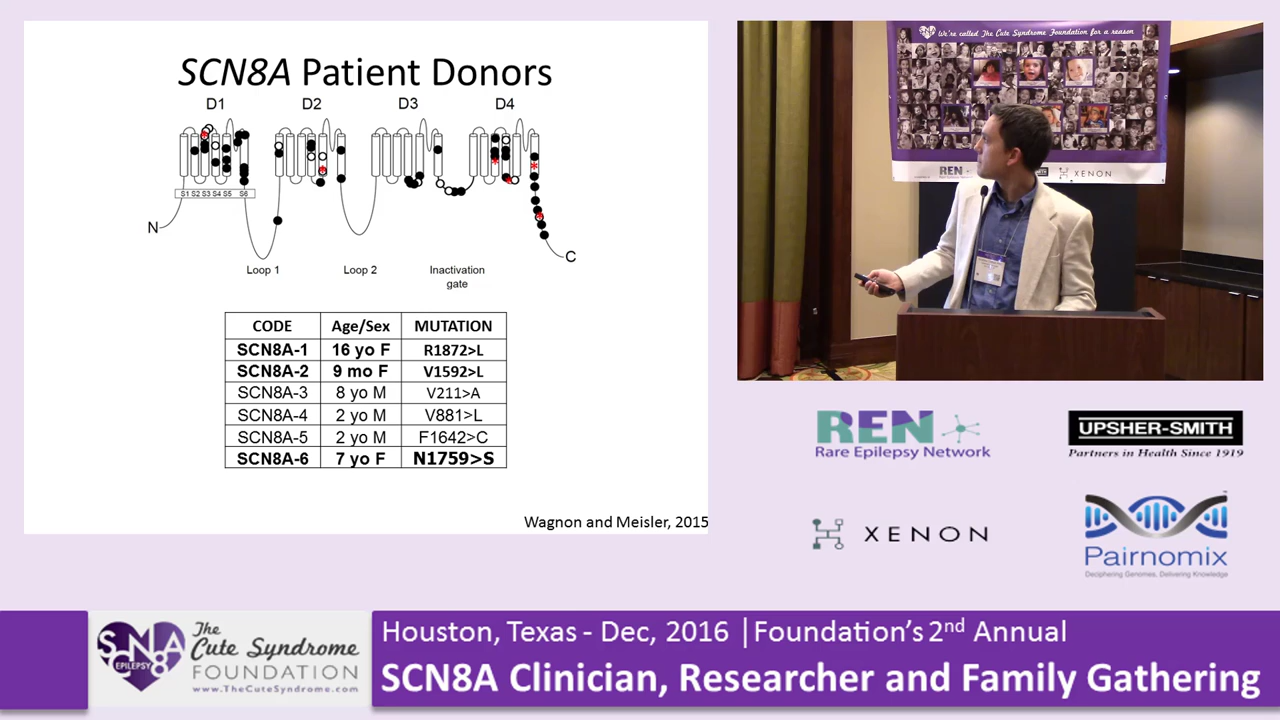 SCN8A Patient Donors
D1 D2 D3 D4
S1 S2 S3 S4 S5 S6
N
C
Loop 1 Loop 2 Inactivation
gate
CODE Age/Sex MUTATION
SCN8A-1 16 yo F R1872>L
SCN8A-2 9 mo F V1592>L
SCN8A-3 8 yo M V211>A
SCN8A-4 2 yo M V881>L
SCN8A-5 2 yo M F1642>C
SCN8A-6 7 yo F N1759>S
Wagnon and Meisler, 2015
We're called The Cute Syndrome Foundation for a reason
REN
XENON
REN
Rare Epilepsy Network
UPSHER-SMITH
Partners in Health Since 1919
XENON
Pairnomix
Deciphering Genomes, Delivering Knowledge
SCN8A
EPILEPSY
The
Cute Syndrome
FOUNDATION
www.TheCuteSyndrome.com
Houston, Texas - Dec, 2016 | Foundation's 2nd Annual
SCN8A Clinician, Researcher and Family Gathering